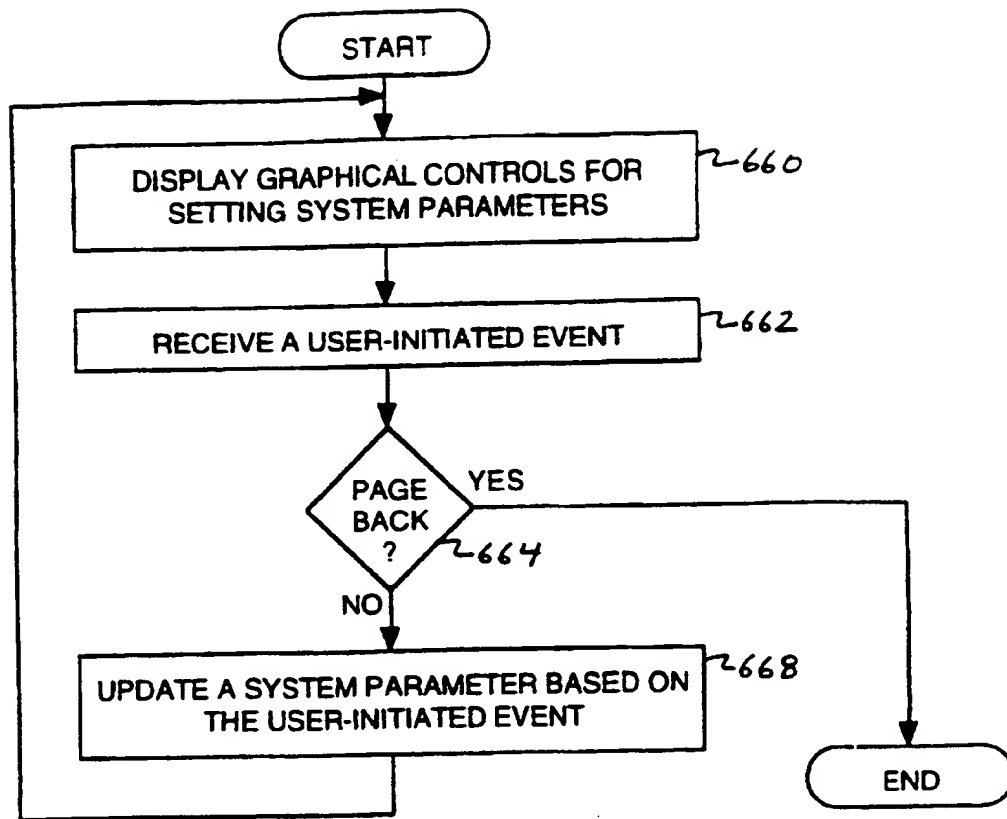 START
DISPLAY GRAPHICAL CONTROLS FOR
SETTING SYSTEM PARAMETERS
660
RECEIVE A USER-INITIATED EVENT
662
PAGE
BACK
?
YES
664
NO
UPDATE A SYSTEM PARAMETER BASED ON
THE USER-INITIATED EVENT
668
END